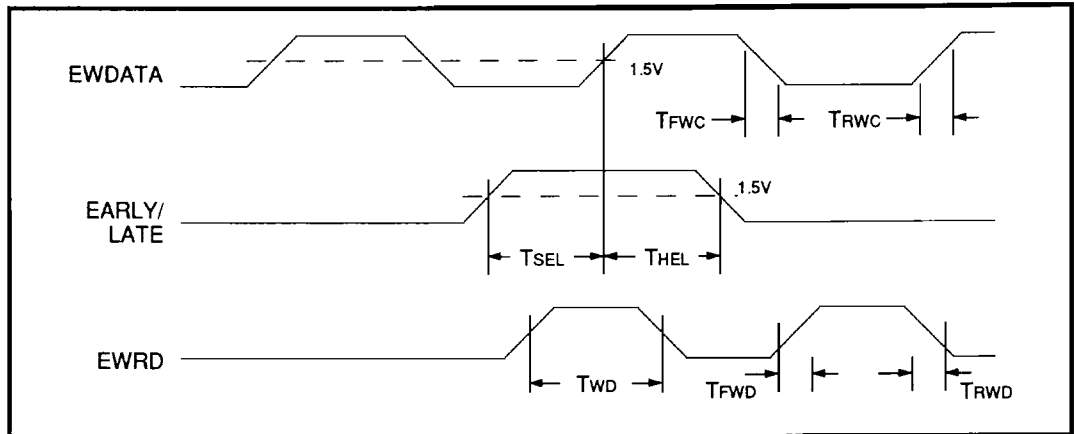 EWDATA
1.5V
TFWC
TRWC
EARLY/
LATE
1.5V
TSEL
THEL
EWRD
TWD
TFWD
TRWD